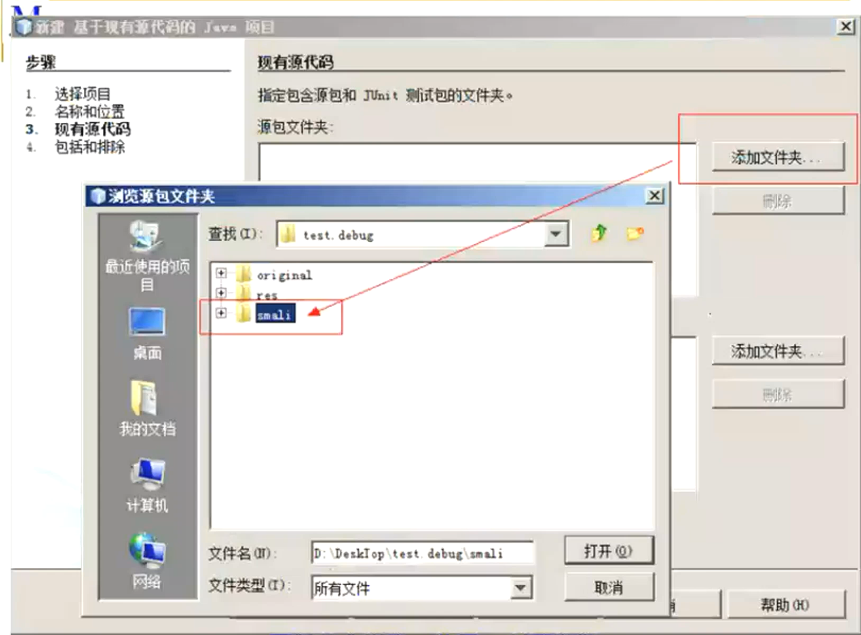 新建 基于现有源代码的 Java 项目
步骤
1. 选择项目
2. 名称和位置
3. 现有源代码
4. 包括和排除
现有源代码
指定包含源包和 JUnit 测试包的文件夹。
源包文件夹:
添加文件夹...
删除
浏览源包文件夹
查找(I):
test.debug
最近使用的项
目
桌面
我的文档
计算机
网络
original
res
smali
文件名(N):
D:\DeskTop\test.debug\smali
打开(O)
文件类型(T):
所有文件
取消
添加文件夹...
删除
帮助(H)